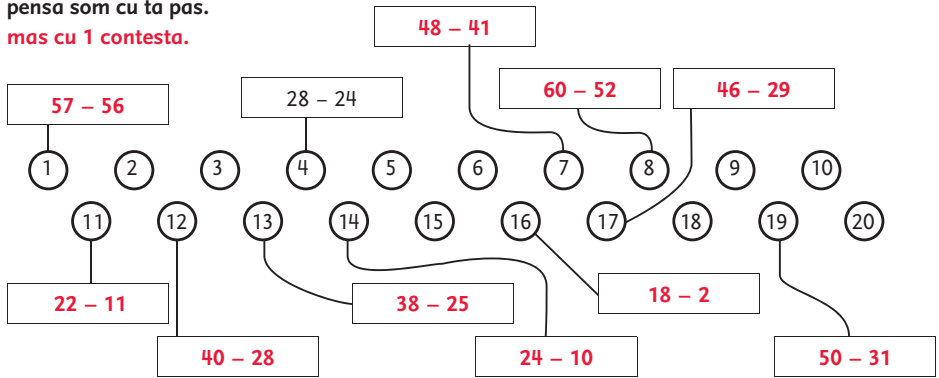 pensa som cu ta pas.
mas cu 1 contesta.
48 – 41
57 – 56
28 – 24
60 – 52
46 – 29
1 2 3 4 5 6 7 8 9 10
11 12 13 14 15 16 17 18 19 20
22 – 11
38 – 25
18 – 2
40 – 28
24 – 10
50 – 31